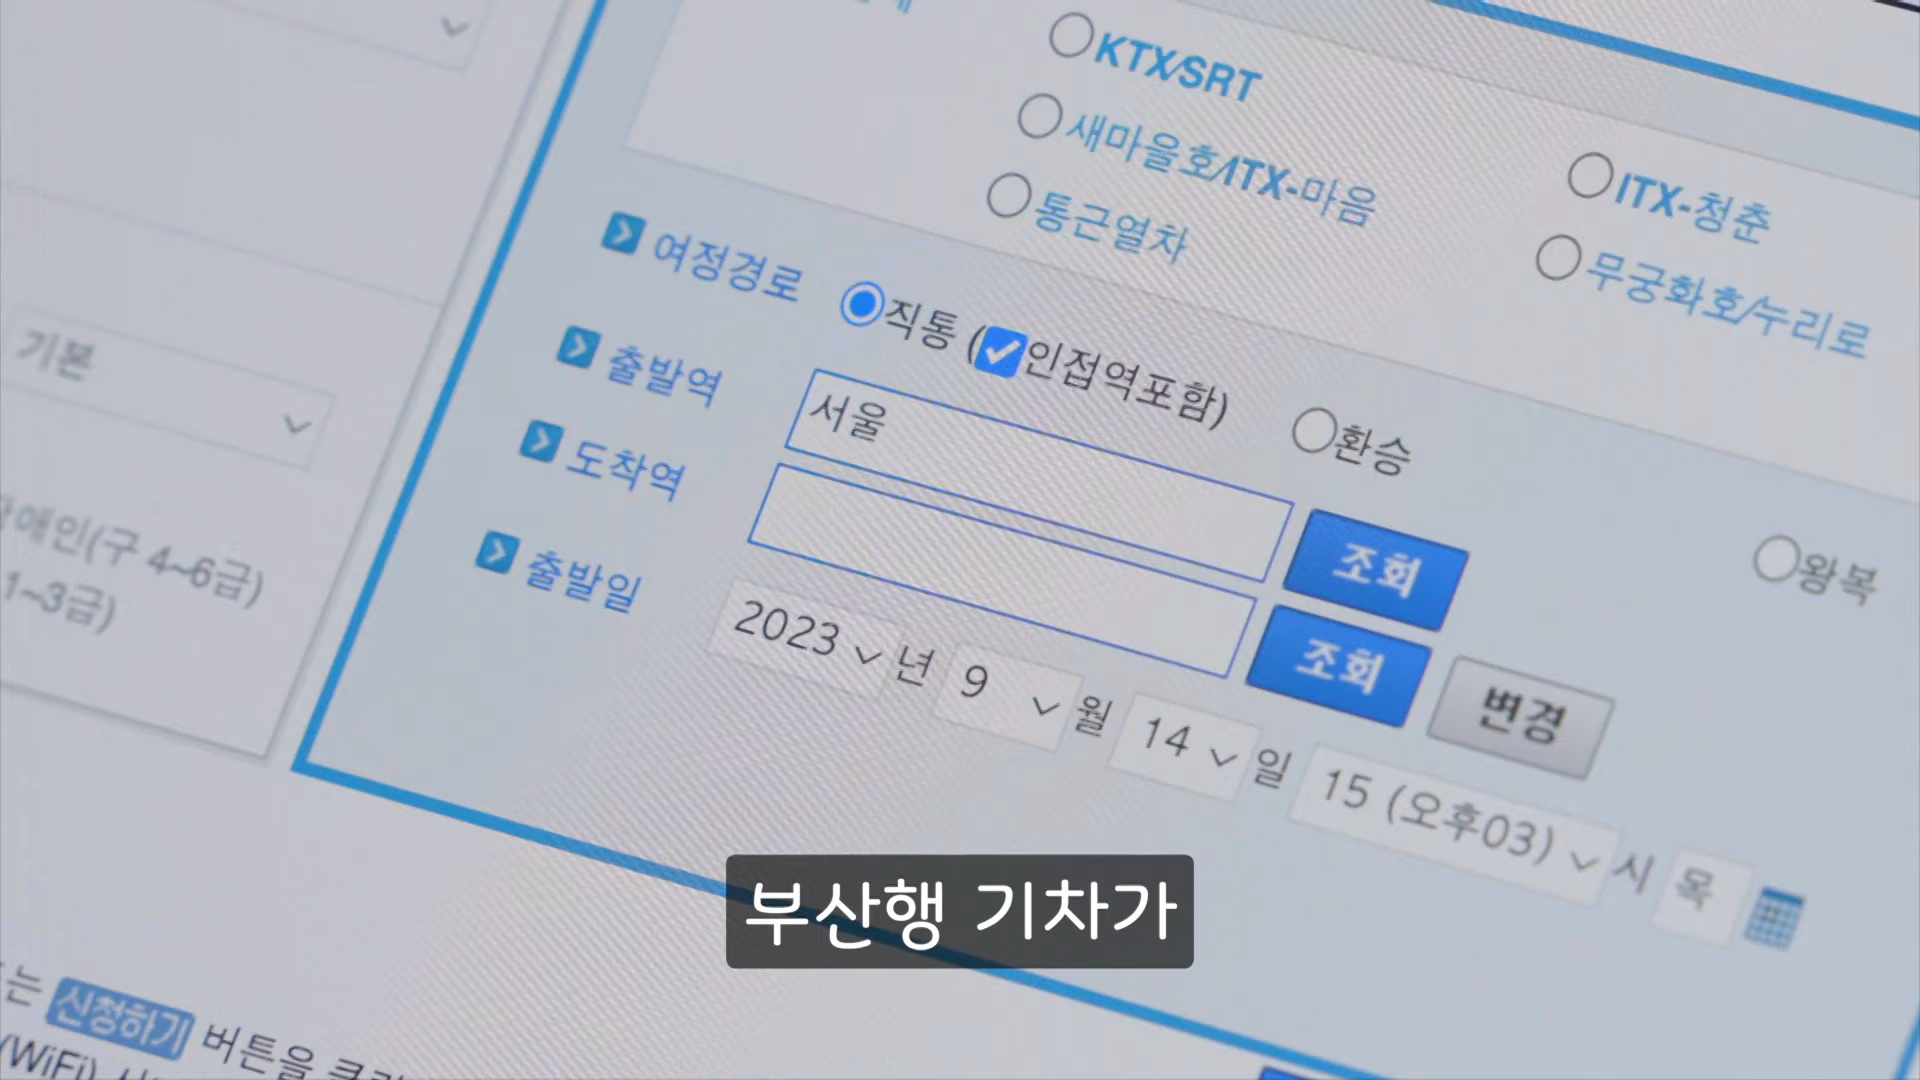 KTX/SRT
새마을호/ITX-마음
ITX-청춘
통근열차
무궁화호/누리로
여정경로
직통 (인접역포함)
환승
왕복
출발역
서울
조회
도착역
조회
변경
출발일
2023 년 9 월 14 일 15 (오후03) 시 목
기본
장애인(구 4~6급)
1~3급)
는 신청하기 버튼을
(WiFi)
부산행 기차가